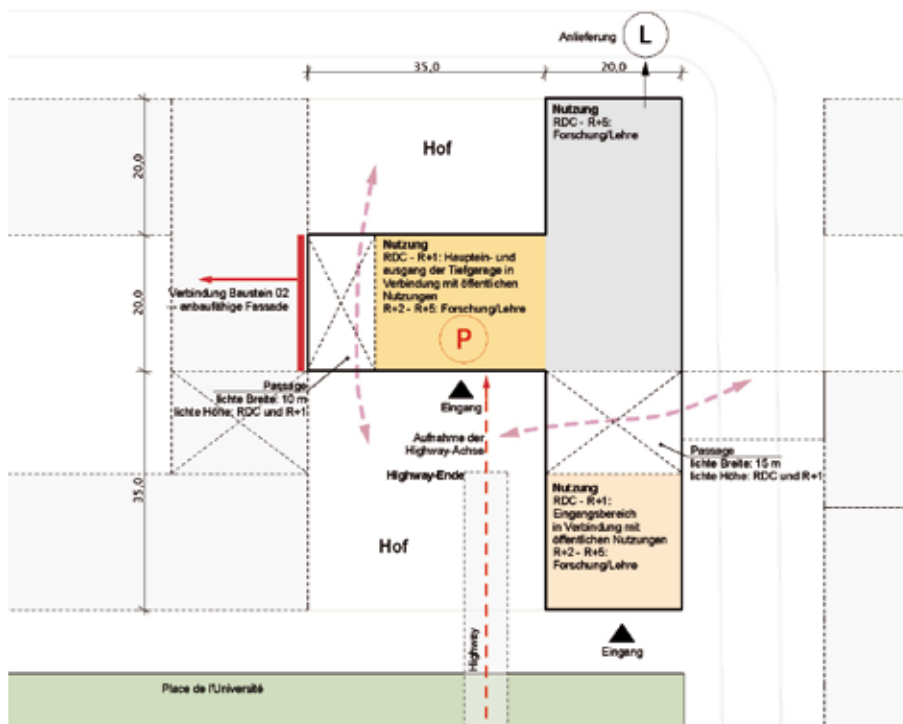 Anlieferung
L
35,0
20,0
Nutzung
RDC - R+5:
Forschung/Lehre
Hof
20,0
Nutzung
RDC - R+1: Hauptein- und
ausgang der Tiefgarage in
Verbindung mit öffentlichen
Nutzungen
R+2 - R+5: Forschung/Lehre
P
Verbindung Baustein 02
– anbaufähige Fassade
20,0
Passage
lichte Breite: 10 m
lichte Höhe: RDC und R+1
Eingang
Aufnahme der
Highway-Achse
Highway-Ende
Passage
lichte Breite: 15 m
lichte Höhe: RDC und R+1
35,0
Nutzung
RDC - R+1:
Eingangsbereich
in Verbindung mit
öffentlichen Nutzungen
R+2 - R+5:
Forschung/Lehre
Hof
Highway
Eingang
Place de l'Université